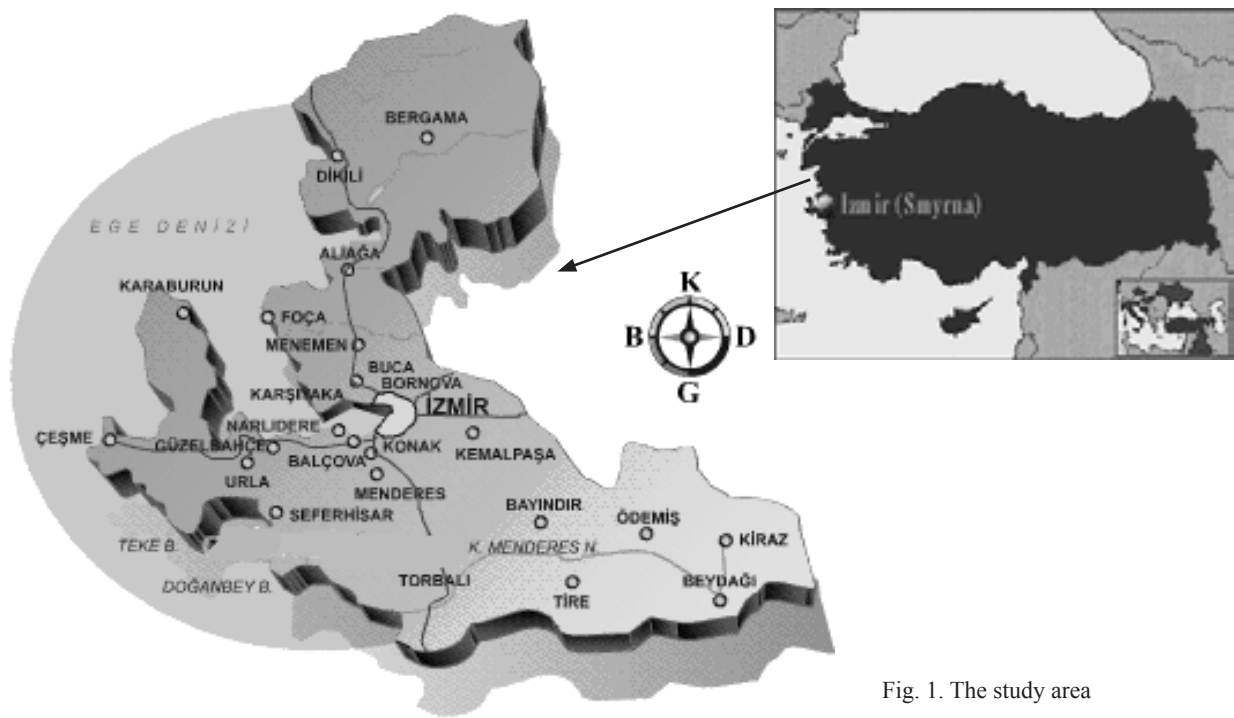 BERGAMA
DİKİLİ
EGE DENİZİ
ALİAĞA
KARABURUN
FOÇA
MENEMEN
BUCA
BORNOVA
KARŞIYAKA
İZMİR
NARLIDERE
ÇEŞME
GÜZELBAHÇE
KONAK
BALÇOVA
KEMALPAŞA
URLA
MENDERES
SEFERHİSAR
BAYINDIR
ÖDEMİŞ
KİRAZ
TEKE B.
K. MENDERES N.
DOĞANBEY B.
TORBALI
BEYDAĞI
TİRE
K
B
D
G
Izmir (Smyrna)
Fig. 1. The study area